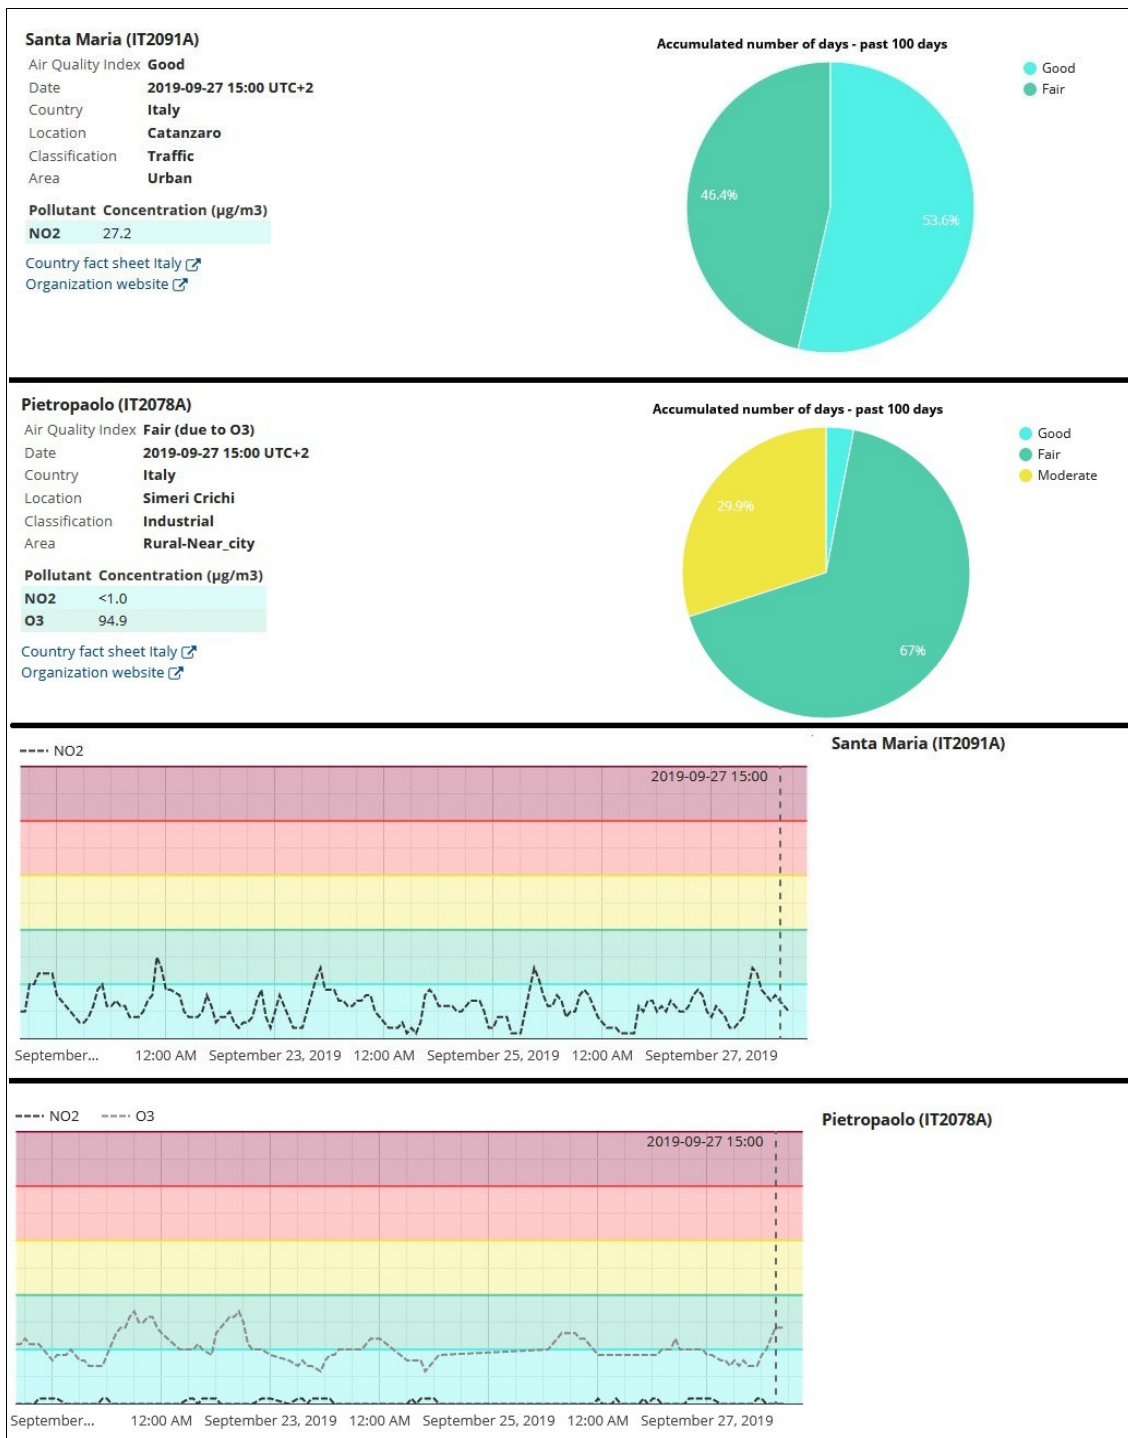 Santa Maria (IT2091A)
Air Quality Index Good
Date 2019-09-27 15:00 UTC+2
Country Italy
Location Catanzaro
Classification Traffic
Area Urban
Pollutant Concentration (µg/m3)
NO2 27.2
Country fact sheet Italy
Organization website
Accumulated number of days - past 100 days
Good
Fair
46.4%
53.6%
Pietropaolo (IT2078A)
Air Quality Index Fair (due to O3)
Date 2019-09-27 15:00 UTC+2
Country Italy
Location Simeri Crichi
Classification Industrial
Area Rural-Near_city
Pollutant Concentration (µg/m3)
NO2 <1.0
O3 94.9
Country fact sheet Italy
Organization website
Accumulated number of days - past 100 days
Good
Fair
Moderate
29.9%
67%
Santa Maria (IT2091A)
NO2
2019-09-27 15:00
September... 12:00 AM September 23, 2019 12:00 AM September 25, 2019 12:00 AM September 27, 2019
NO2 O3
Pietropaolo (IT2078A)
2019-09-27 15:00
September... 12:00 AM September 23, 2019 12:00 AM September 25, 2019 12:00 AM September 27, 2019